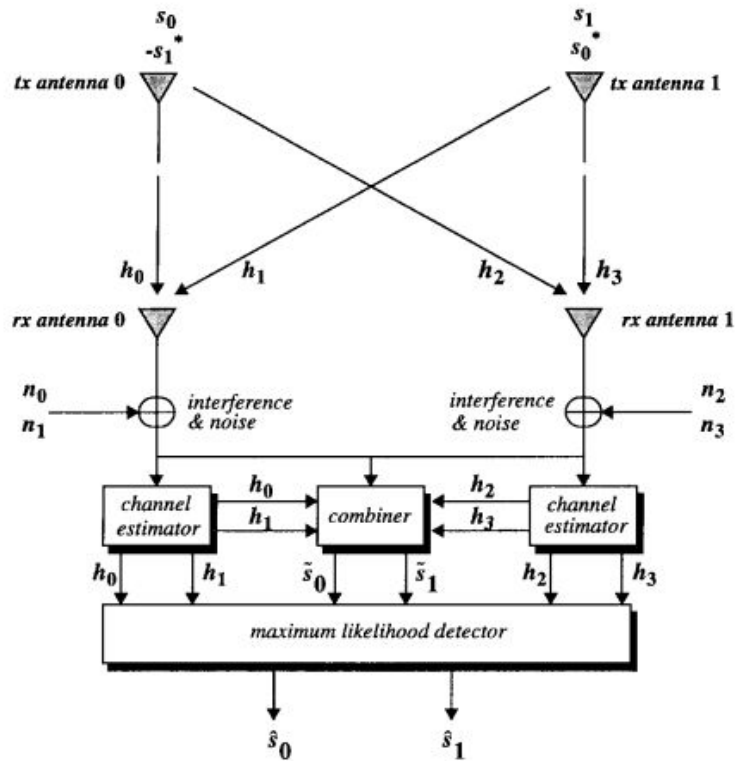 s₀ s₁
-s₁* s₀*
tx antenna 0 tx antenna 1
h₀ h₁ h₂ h₃
rx antenna 0 rx antenna 1
n₀ interference interference n₂
n₁ & noise & noise n₃
channel estimator h₀ combiner h₂ channel estimator
h₁ h₃
h₀ h₁ s̃₀ s̃₁ h₂ h₃
maximum likelihood detector
ŝ₀ ŝ₁